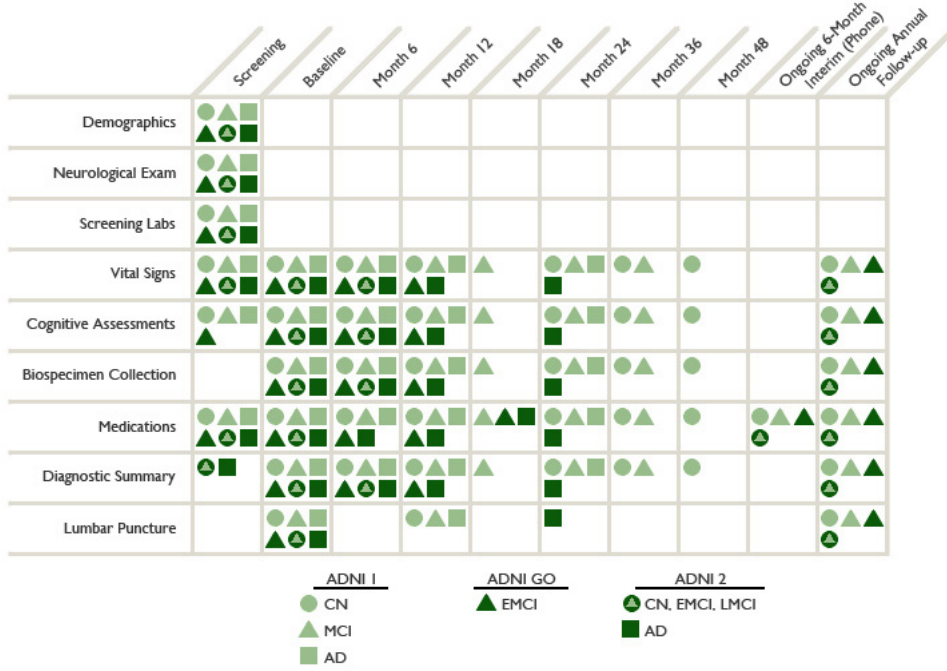 Screening
Baseline
Month 6
Month 12
Month 18
Month 24
Month 36
Month 48
Ongoing 6-Month
Interim (Phone)
Ongoing Annual
Follow-up
Demographics
Neurological Exam
Screening Labs
Vital Signs
Cognitive Assessments
Biospecimen Collection
Medications
Diagnostic Summary
Lumbar Puncture
ADNI 1
CN
MCI
AD
ADNI GO
EMCI
ADNI 2
CN, EMCI, LMCI
AD